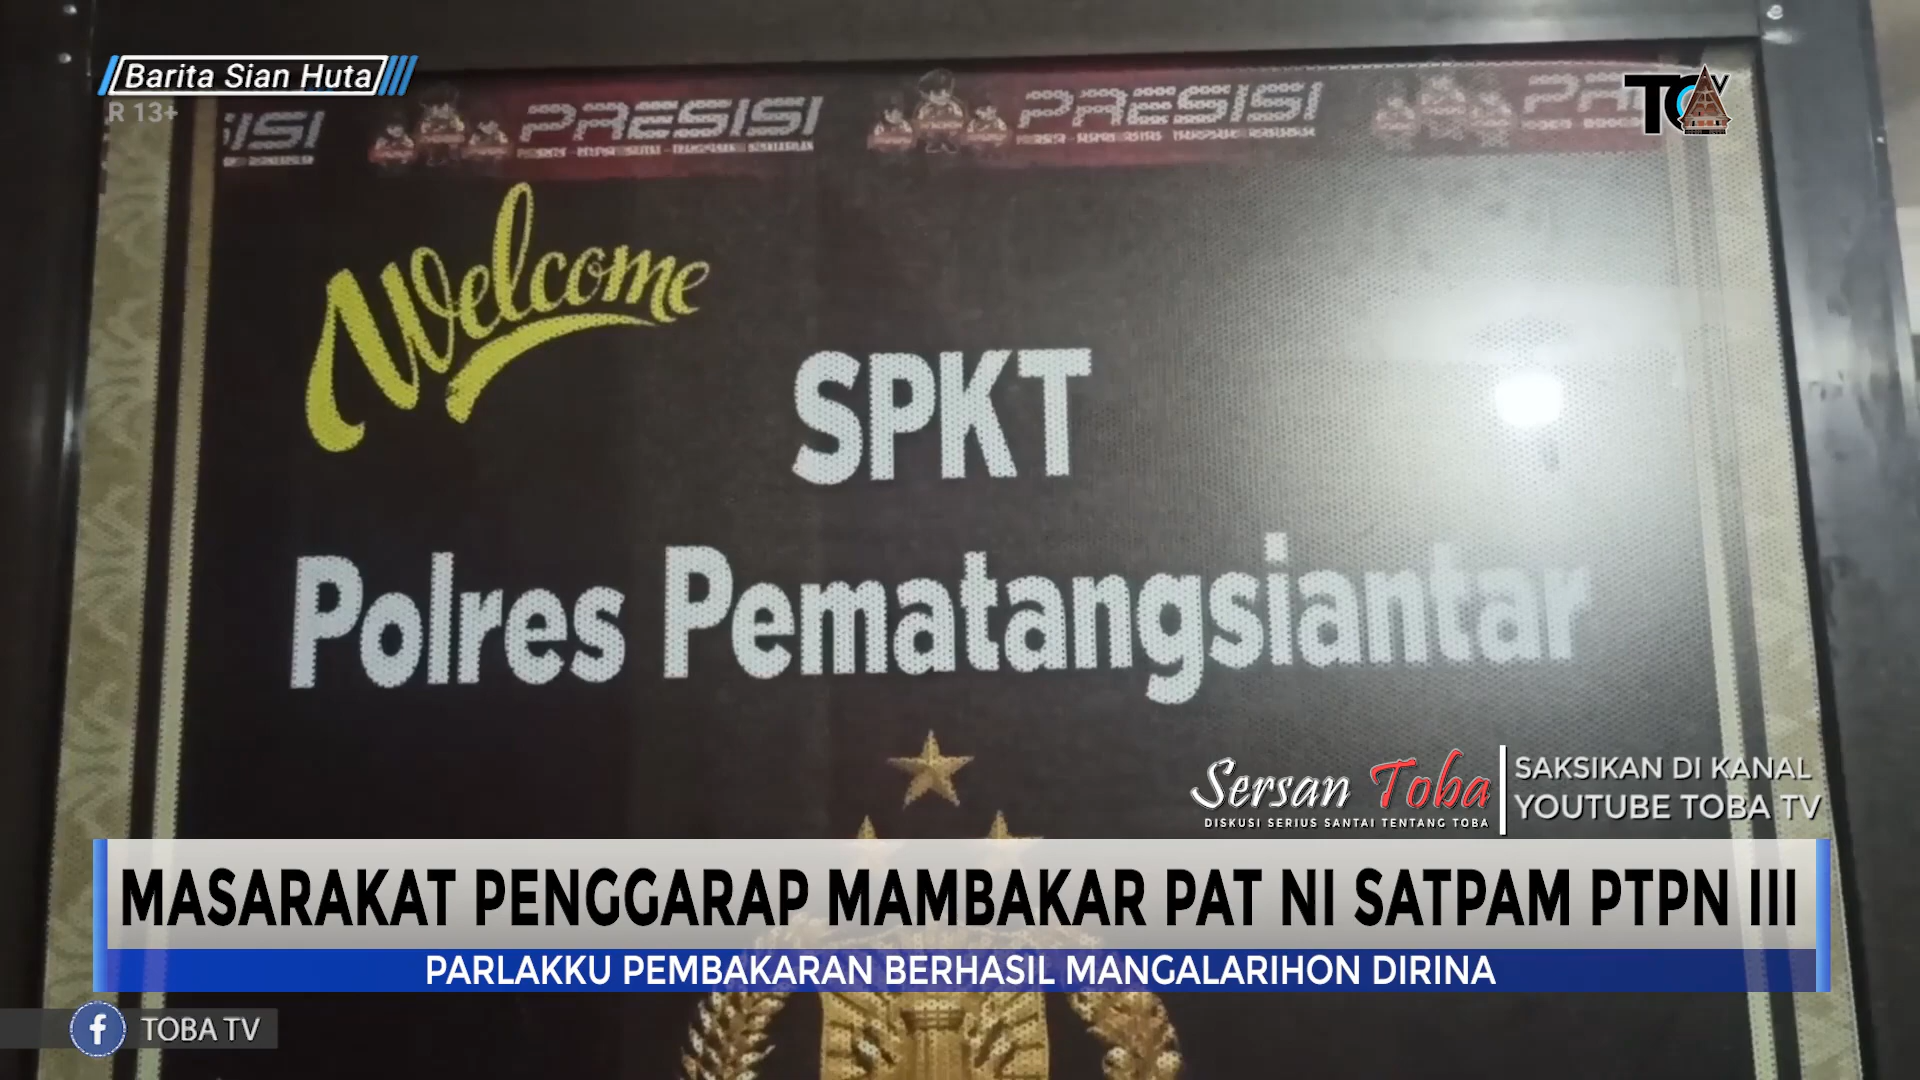 Barita Sian Huta
R 13+
PRESISI
PRESISI
TOBA TV
Welcome
SPKT
Polres Pematangsiantar
Sersan Toba
DISKUSI SERIUS SANTAI TENTANG TOBA
SAKSIKAN DI KANAL
YOUTUBE TOBA TV
MASARAKAT PENGGARAP MAMBAKAR PAT NI SATPAM PTPN III
PARLAKKU PEMBAKARAN BERHASIL MANGALARIHON DIRINA